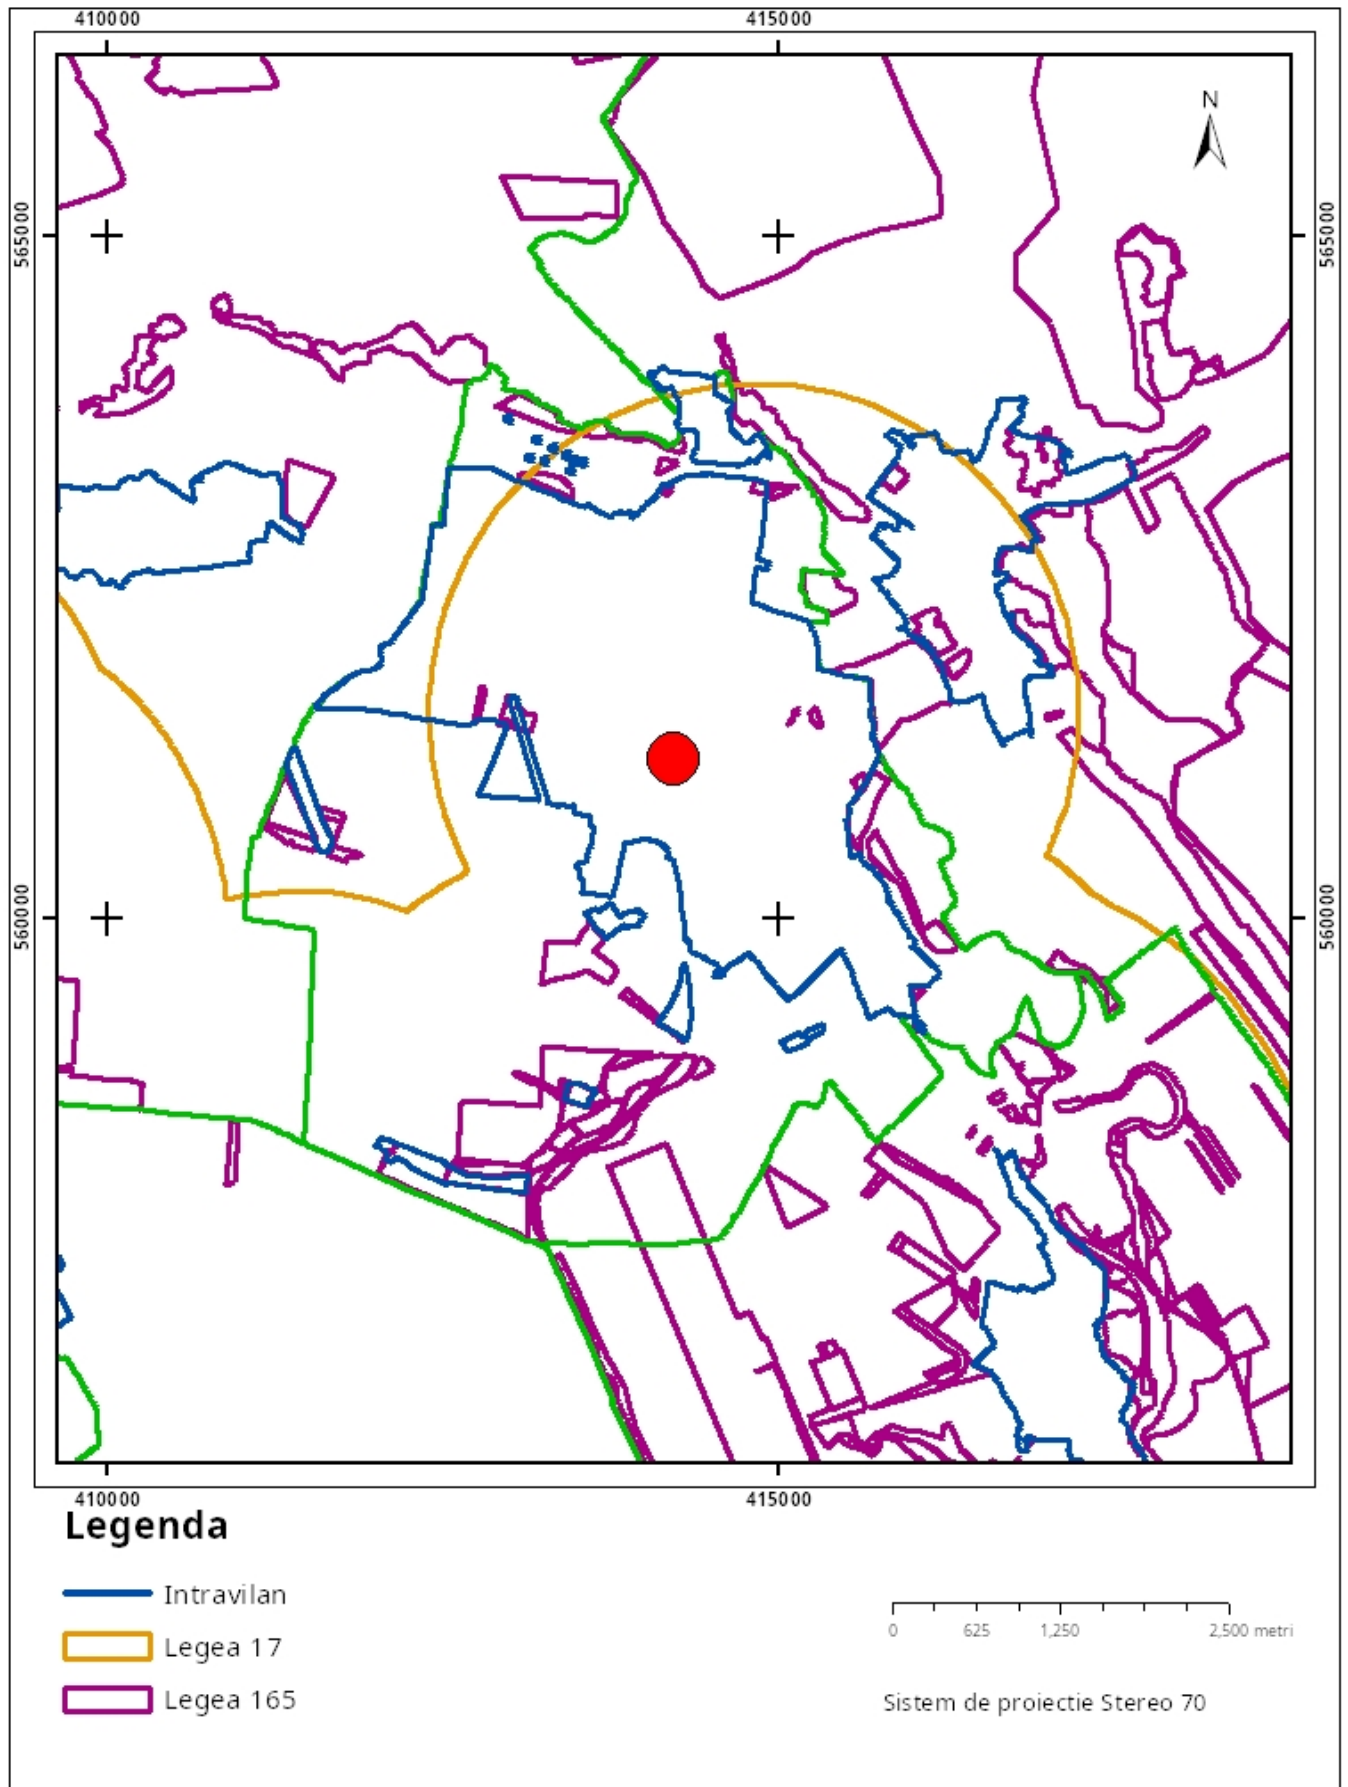 410000 415000
N
565000 565000
560000 560000
410000 415000
Legenda
Intravilan
Legea 17
Legea 165
0 625 1,250 2,500 metri
Sistem de proiectie Stereo 70